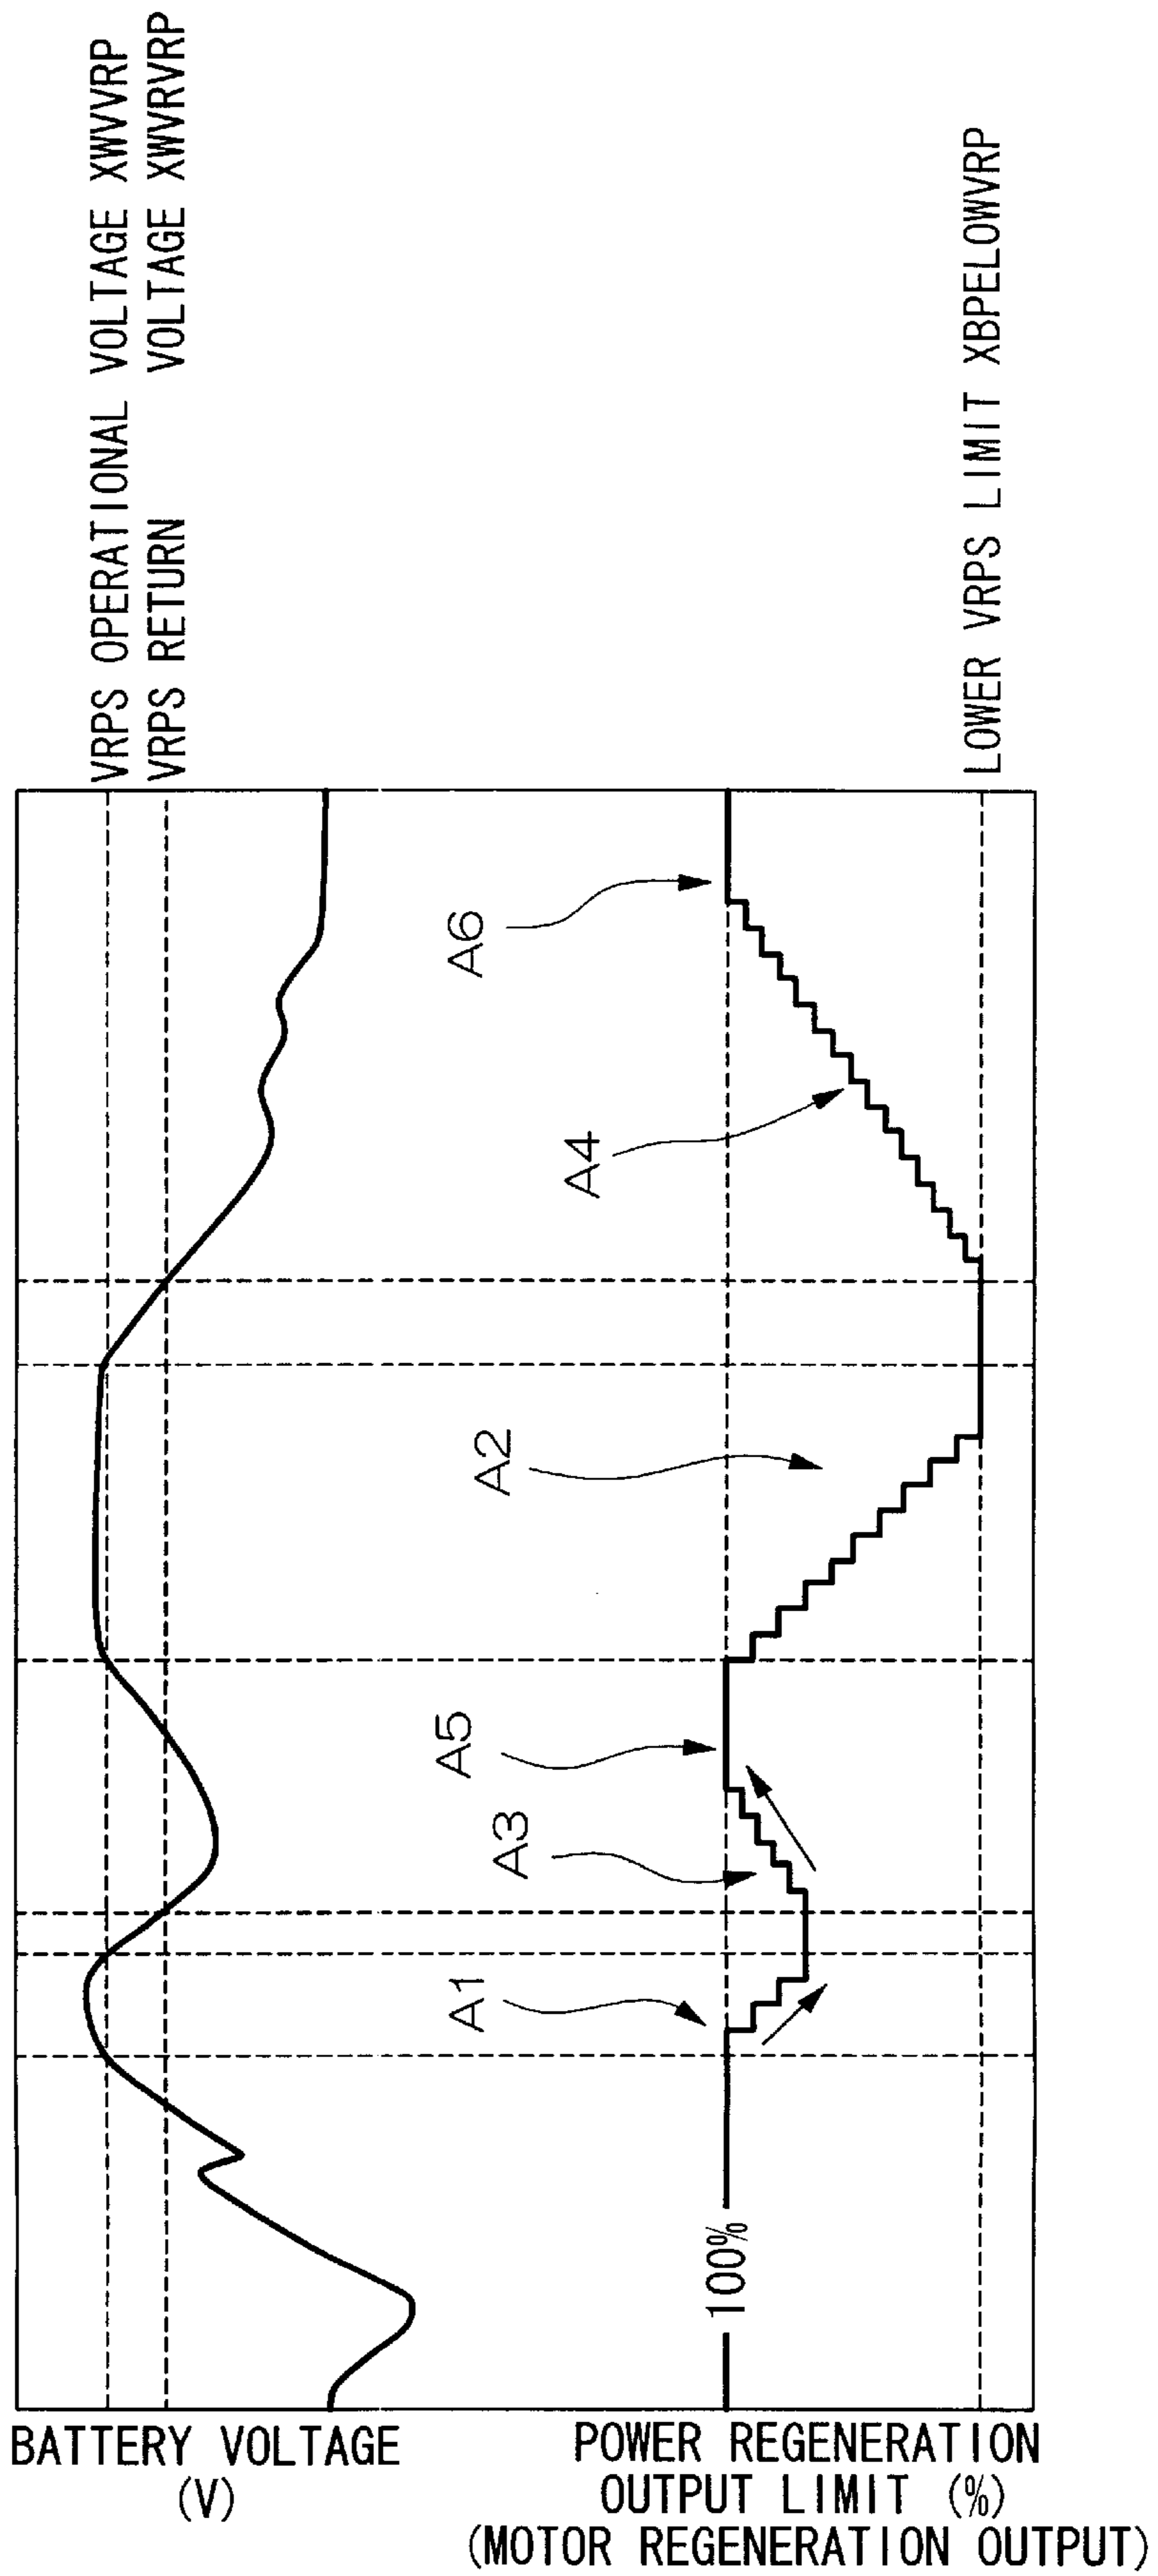 VRPS OPERATIONAL VOLTAGE XWVVRP
VRPS RETURN VOLTAGE XWVRVRP
BATTERY VOLTAGE
(V)
A6
A4
A2
A5
A3
A1
100%
POWER REGENERATION
OUTPUT LIMIT (%)
(MOTOR REGENERATION OUTPUT)
LOWER VRPS LIMIT XBPELOWVRP